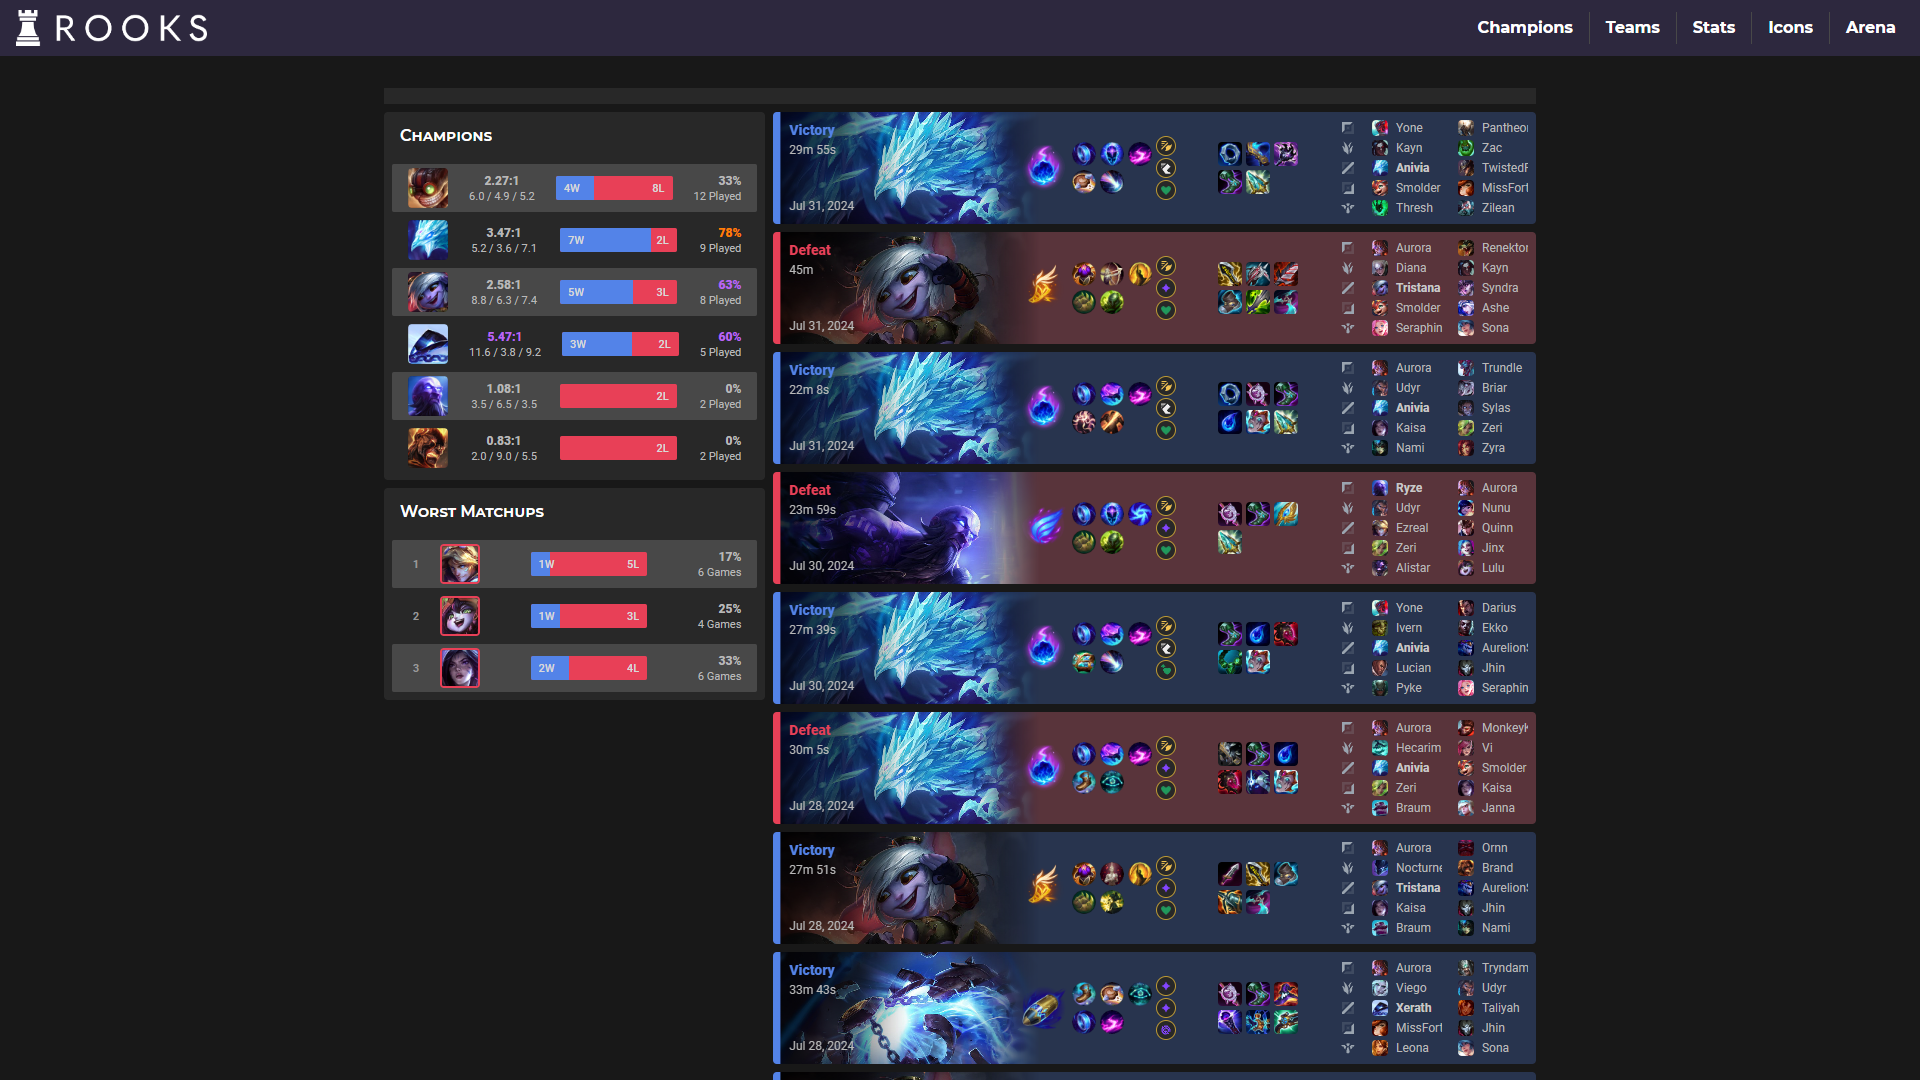 ROOKS
Champions
Teams
Stats
Icons
Arena
Champions
2.27:1
6.0 / 4.9 / 5.2
4W
8L
33%
12 Played
3.47:1
5.2 / 3.6 / 7.1
7W
2L
78%
9 Played
2.58:1
8.8 / 6.3 / 7.4
5W
3L
63%
8 Played
5.47:1
11.6 / 3.8 / 9.2
3W
2L
60%
5 Played
1.08:1
3.5 / 6.5 / 3.5
2L
0%
2 Played
0.83:1
2.0 / 9.0 / 5.5
2L
0%
2 Played
Worst Matchups
1
1W
5L
17%
6 Games
2
1W
3L
25%
4 Games
3
2W
4L
33%
6 Games
Victory
29m 55s
Jul 31, 2024
Yone Pantheon
Kayn Zac
Anivia TwistedF
Smolder MissFort
Thresh Zilean
Defeat
45m
Jul 31, 2024
Aurora Renekton
Diana Kayn
Tristana Syndra
Smolder Ashe
Seraphin Sona
Victory
22m 8s
Jul 31, 2024
Aurora Trundle
Udyr Briar
Anivia Sylas
Kaisa Zeri
Nami Zyra
Defeat
23m 59s
Jul 30, 2024
Ryze Aurora
Udyr Nunu
Ezreal Quinn
Zeri Jinx
Alistar Lulu
Victory
27m 39s
Jul 30, 2024
Yone Darius
Ivern Ekko
Anivia AurelionS
Lucian Jhin
Pyke Seraphin
Defeat
30m 5s
Jul 28, 2024
Aurora MonkeyK
Hecarim Vi
Anivia Smolder
Zeri Kaisa
Braum Janna
Victory
27m 51s
Jul 28, 2024
Aurora Ornn
Nocturne Brand
Tristana AurelionS
Kaisa Jhin
Braum Nami
Victory
33m 43s
Jul 28, 2024
Aurora Tryndam
Viego Udyr
Xerath Taliyah
MissFort Jhin
Leona Sona